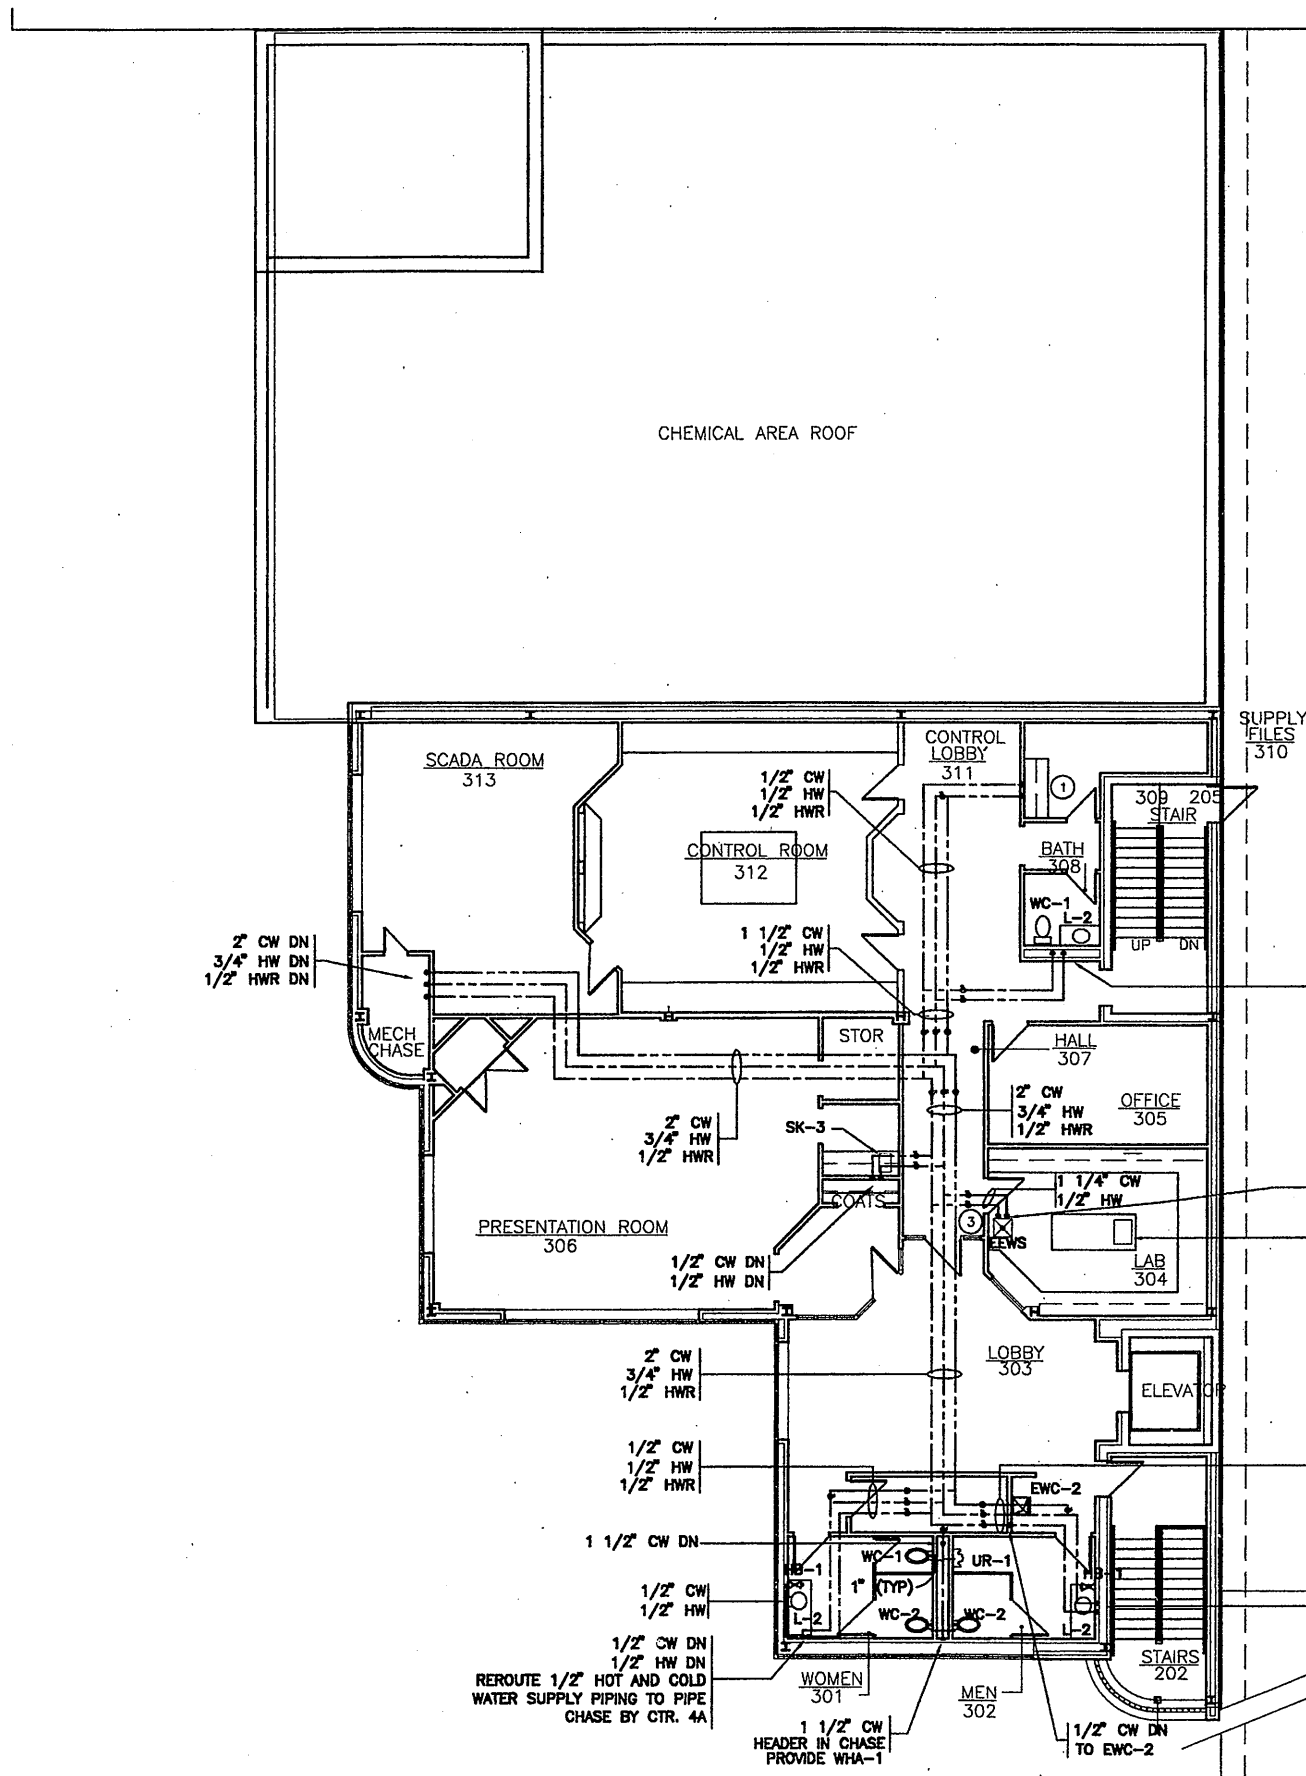 CHEMICAL AREA ROOF
SUPPLY
FILES
310
CONTROL
LOBBY
311
SCADA ROOM
313
1/2" CW
1/2" HW
1/2" HWR
1
309 205
STAIR
CONTROL ROOM
312
BATH
308
WC-1
L-2
UP DN
2" CW DN
3/4" HW DN
1/2" HWR DN
1 1/2" CW
1/2" HW
1/2" HWR
MECH
CHASE
STOR
HALL
307
OFFICE
305
2" CW
3/4" HW
1/2" HWR
2" CW
3/4" HW
1/2" HWR
SK-3
1 1/4" CW
1/2" HW
COATS
3
EEWS
PRESENTATION ROOM
306
LAB
304
1/2" CW DN
1/2" HW DN
LOBBY
303
2" CW
3/4" HW
1/2" HWR
ELEVATOR
1/2" CW
1/2" HW
1/2" HWR
EWC-2
1 1/2" CW DN
WC-1
UR-1
HB-1
HB-1
1" (TYP)
1/2" CW
1/2" HW
L-2
WC-2
WC-2
L-2
1/2" CW DN
1/2" HW DN
REROUTE 1/2" HOT AND COLD
WATER SUPPLY PIPING TO PIPE
CHASE BY CTR. 4A
WOMEN
301
MEN
302
STAIRS
202
1 1/2" CW
HEADER IN CHASE
PROVIDE WHA-1
1/2" CW DN
TO EWC-2